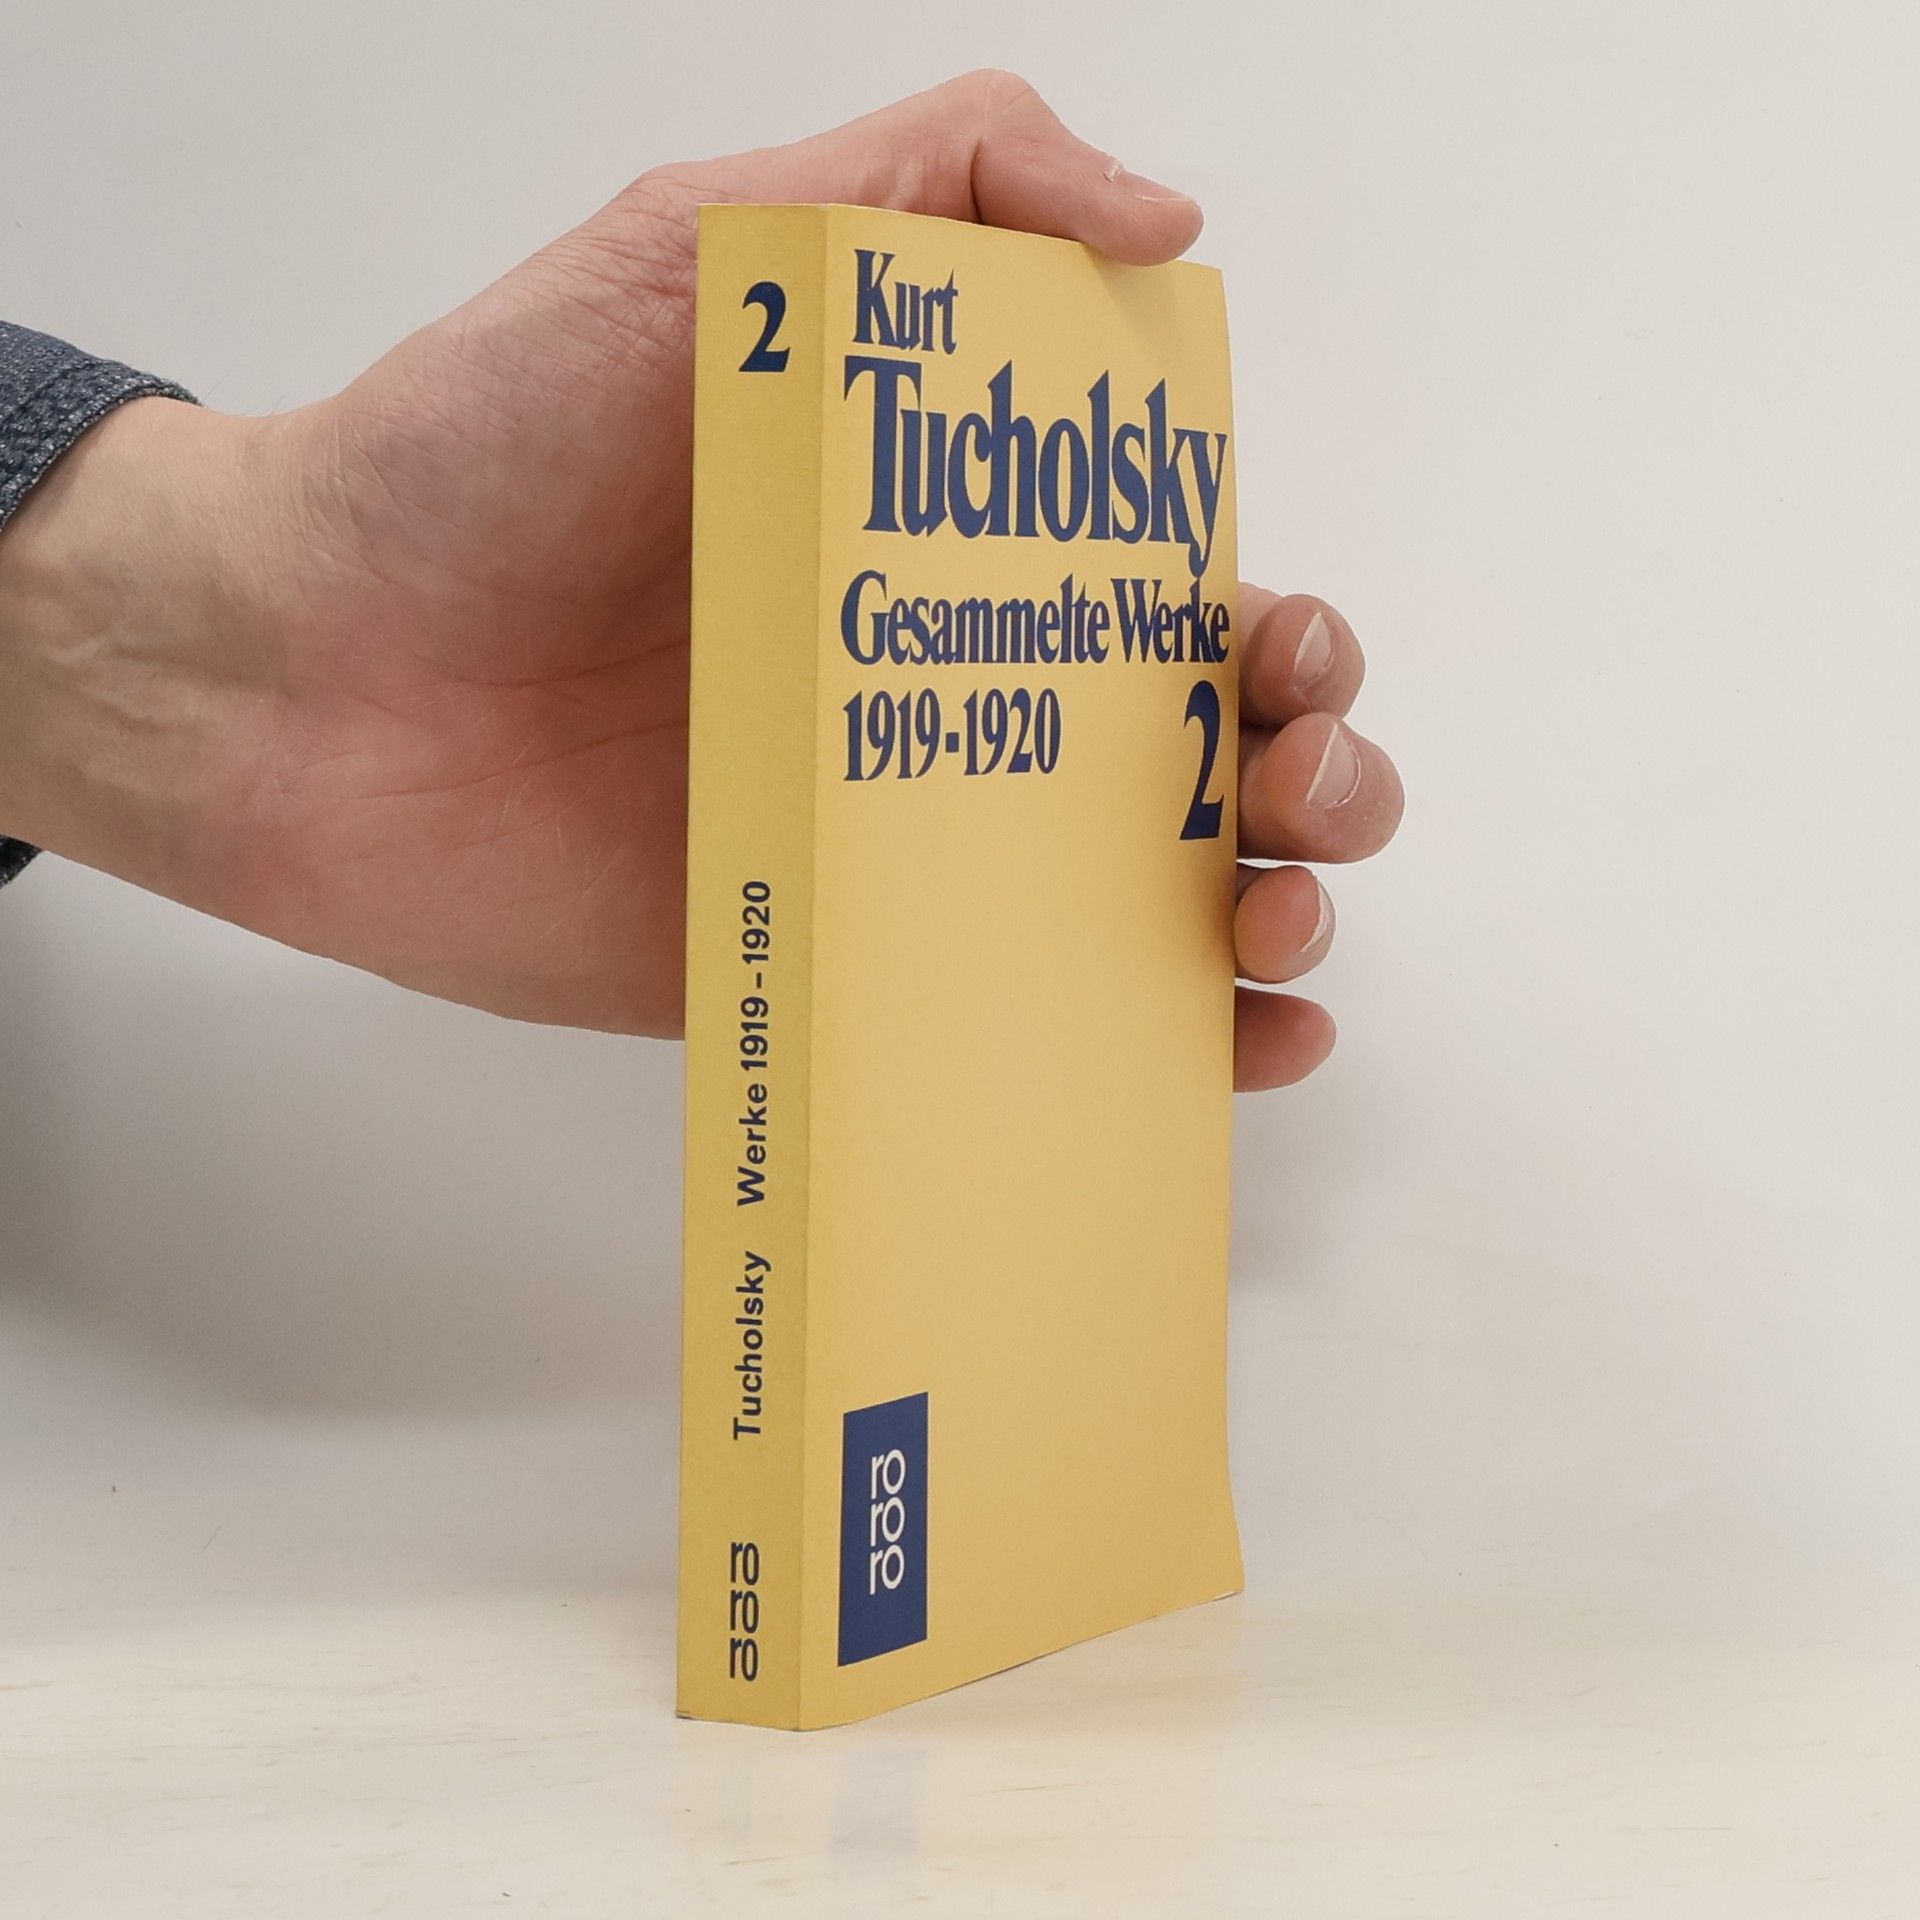 2
Tucholsky Werke 1919–1920
ro
ro
ro
Kurt
Tucholsky
Gesammelte Werke
1919-1920 2
ro
ro
ro